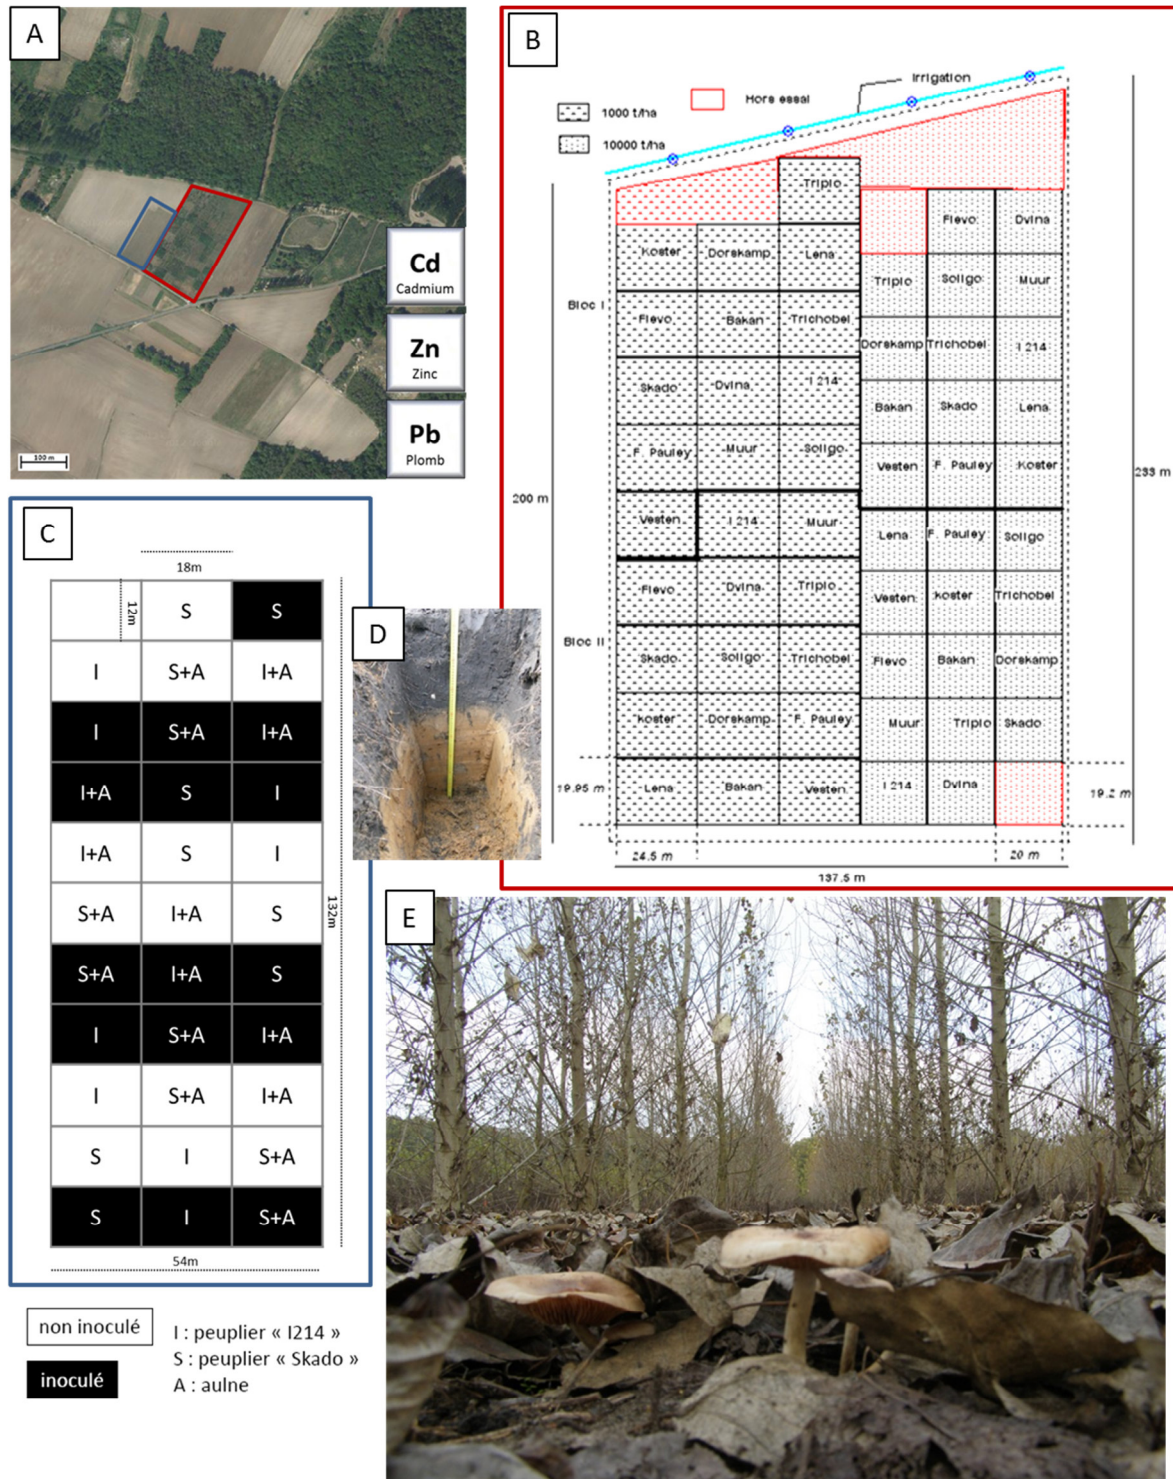 A
Cd
Cadmium
Zn
Zinc
Pb
Plomb
100 m
B
Irrigation
1000 t/ha
Hors essai
10000 t/ha
Triplo
Flevo
Dvina
Koster
Dorskamp
Lena
Triplo
Soligo
Muur
Bloc I
Flevo
Bakan
Trichobel
Dorskamp
Trichobel
I 214
Skado
Dvina
I 214
Bakan
Skado
Lena
F. Pauley
Muur
Soligo
Vesten
F. Pauley
Koster
200 m
233 m
Vesten
I 214
Muur
Lena
F. Pauley
Soligo
Flevo
Dvina
Triplo
Vesten
koster
Trichobel
Bloc II
Skado
Soligo
Trichobel
Flevo
Bakan
Dorskamp
koster
Dorskamp
F. Pauley
Muur
Triplo
Skado
19.95 m
Lena
Bakan
Vesten
I 214
Dvina
19.2 m
24.5 m
20 m
137.5 m
C
18m
12m
S
S
I
S+A
I+A
I
S+A
I+A
I+A
S
I
I+A
S
I
S+A
I+A
S
S+A
I+A
S
I
S+A
I+A
I
S+A
I+A
S
I
S+A
S
I
S+A
132m
54m
non inoculé
inoculé
I : peuplier « I214 »
S : peuplier « Skado »
A : aulne
D
E